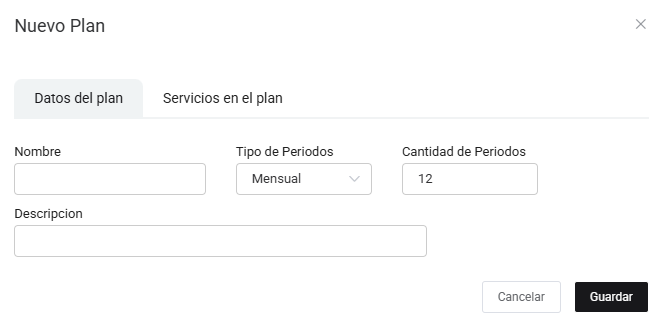 Nuevo Plan
Datos del plan Servicios en el plan
Nombre Tipo de Periodos Cantidad de Periodos
Mensual 12
Descripcion
Cancelar Guardar